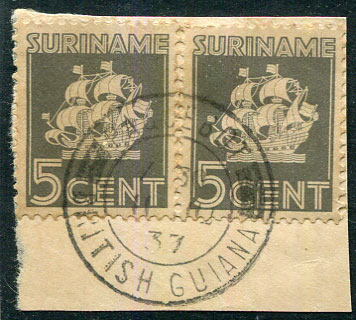 SURINAME
5 CENT
SURINAME
5 CENT
37
BRITISH GUIANA